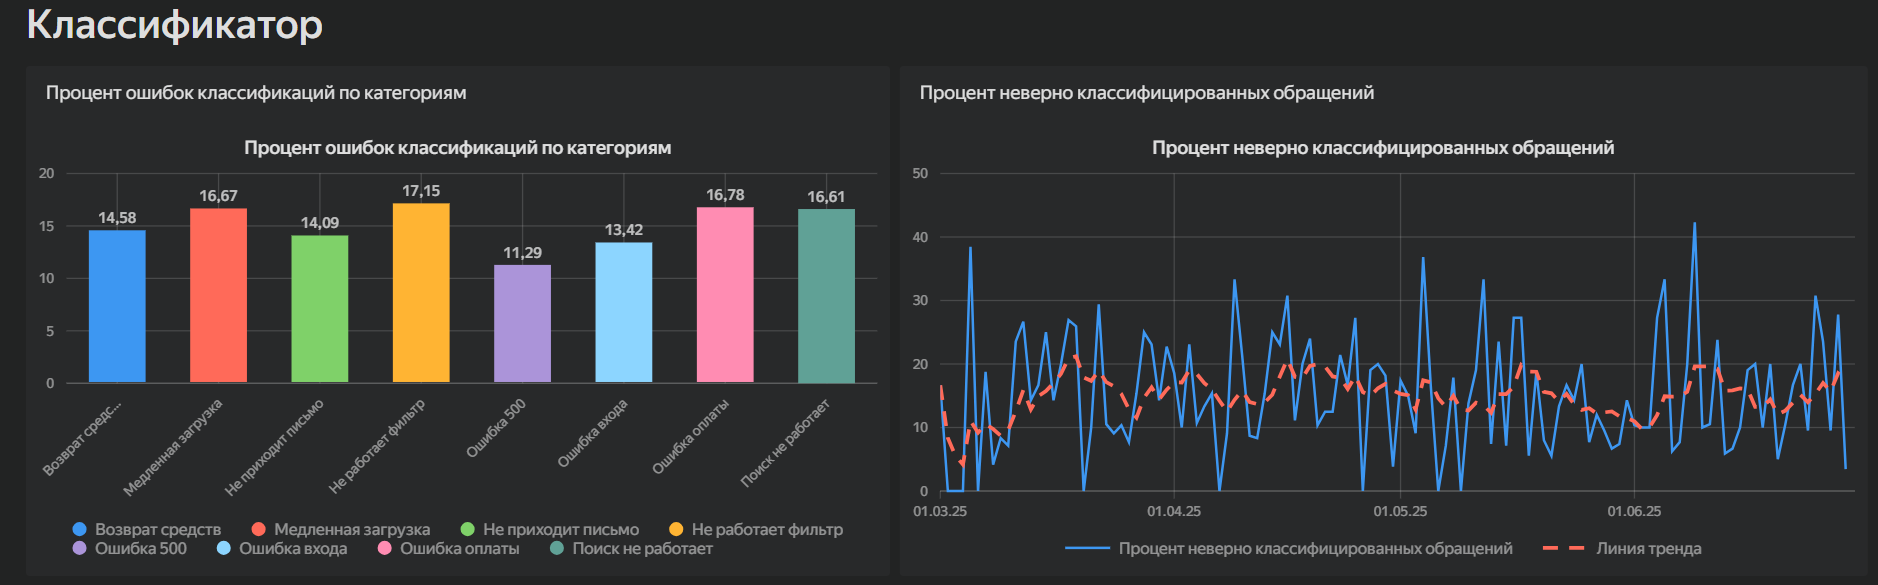 Классификатор
Процент ошибок классификаций по категориям
Процент ошибок классификаций по категориям
20
15
10
5
0
14,58
16,67
14,09
17,15
11,29
13,42
16,78
16,61
Возврат средс...
Медленная загрузка
Не приходит письмо
Не работает фильтр
Ошибка 500
Ошибка входа
Ошибка оплаты
Поиск не работает
Возврат средств Медленная загрузка Не приходит письмо Не работает фильтр
Ошибка 500 Ошибка входа Ошибка оплаты Поиск не работает
Процент неверно классифицированных обращений
Процент неверно классифицированных обращений
50
40
30
20
10
0
01.03.25 01.04.25 01.05.25 01.06.25
Процент неверно классифицированных обращений Линия тренда